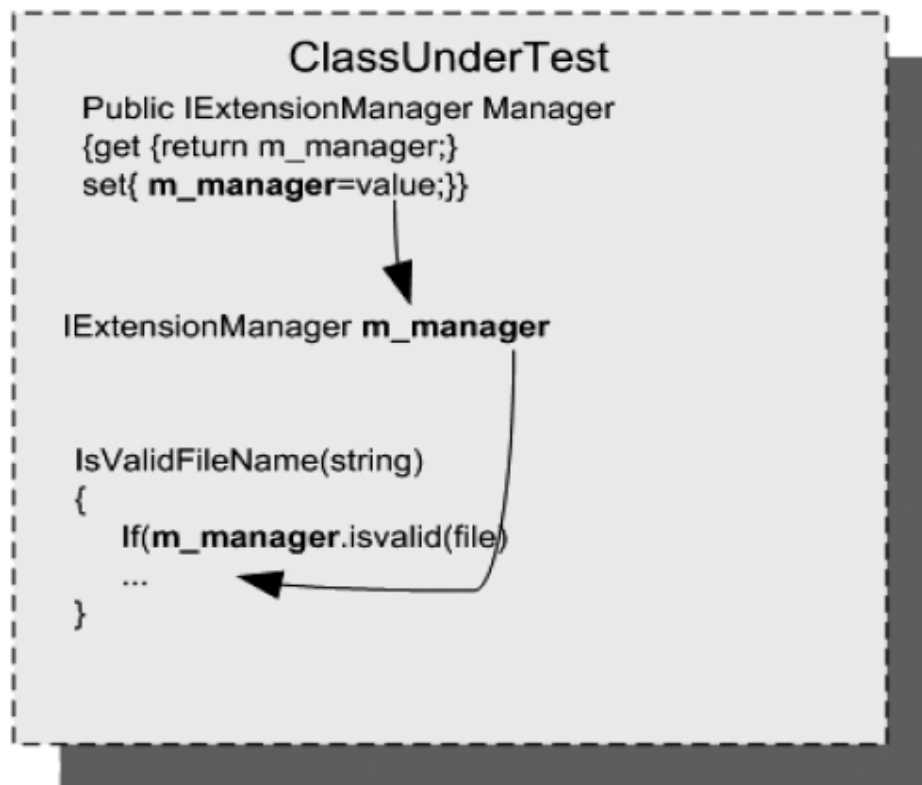 ClassUnderTest
Public IExtensionManager Manager
{get {return m_manager;}
set{ m_manager=value;}}
IExtensionManager m_manager
IsValidFileName(string)
{
If(m_manager.isvalid(file)
...
}